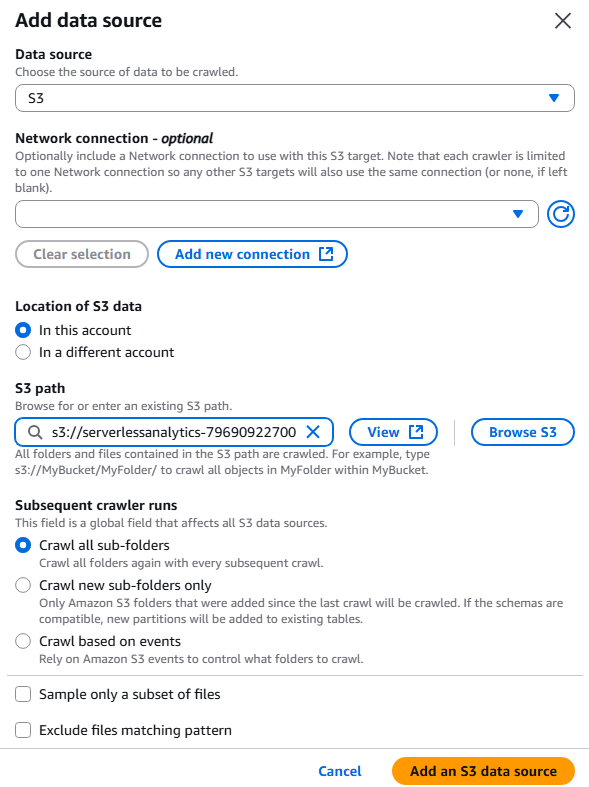 Add data source
Data source
Choose the source of data to be crawled.
S3
Network connection - optional
Optionally include a Network connection to use with this S3 target. Note that each crawler is limited
to one Network connection so any other S3 targets will also use the same connection (or none, if left
blank).
Clear selection
Add new connection
Location of S3 data
In this account
In a different account
S3 path
Browse for or enter an existing S3 path.
s3://serverlessanalytics-79690922700
View
Browse S3
All folders and files contained in the S3 path are crawled. For example, type
s3://MyBucket/MyFolder/ to crawl all objects in MyFolder within MyBucket.
Subsequent crawler runs
This field is a global field that affects all S3 data sources.
Crawl all sub-folders
Crawl all folders again with every subsequent crawl.
Crawl new sub-folders only
Only Amazon S3 folders that were added since the last crawl will be crawled. If the schemas are
compatible, new partitions will be added to existing tables.
Crawl based on events
Rely on Amazon S3 events to control what folders to crawl.
Sample only a subset of files
Exclude files matching pattern
Cancel
Add an S3 data source